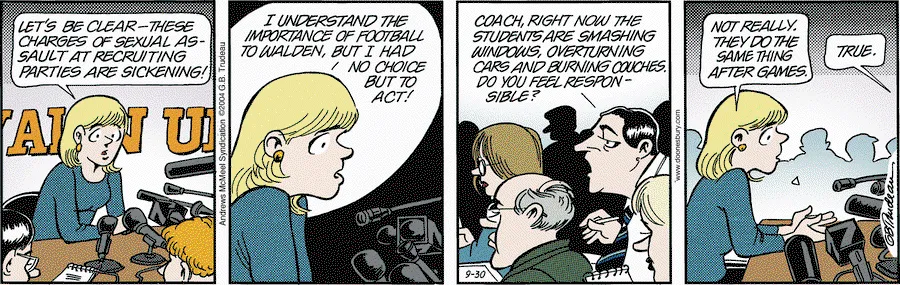 LET'S BE CLEAR—THESE
CHARGES OF SEXUAL AS-
SAULT AT RECRUITING
PARTIES ARE SICKENING!
Andrews McMeel Syndication ©2004 G.B. Trudeau
I UNDERSTAND THE
IMPORTANCE OF FOOTBALL
TO WALDEN, BUT I HAD
NO CHOICE
BUT TO
ACT!
COACH, RIGHT NOW THE
STUDENTS ARE SMASHING
WINDOWS, OVERTURNING
CARS AND BURNING COUCHES.
DO YOU FEEL RESPON-
SIBLE?
9-30
www.doonesbury.com
NOT REALLY.
THEY DO THE
SAME THING
AFTER GAMES.
TRUE.
GBTrudeau